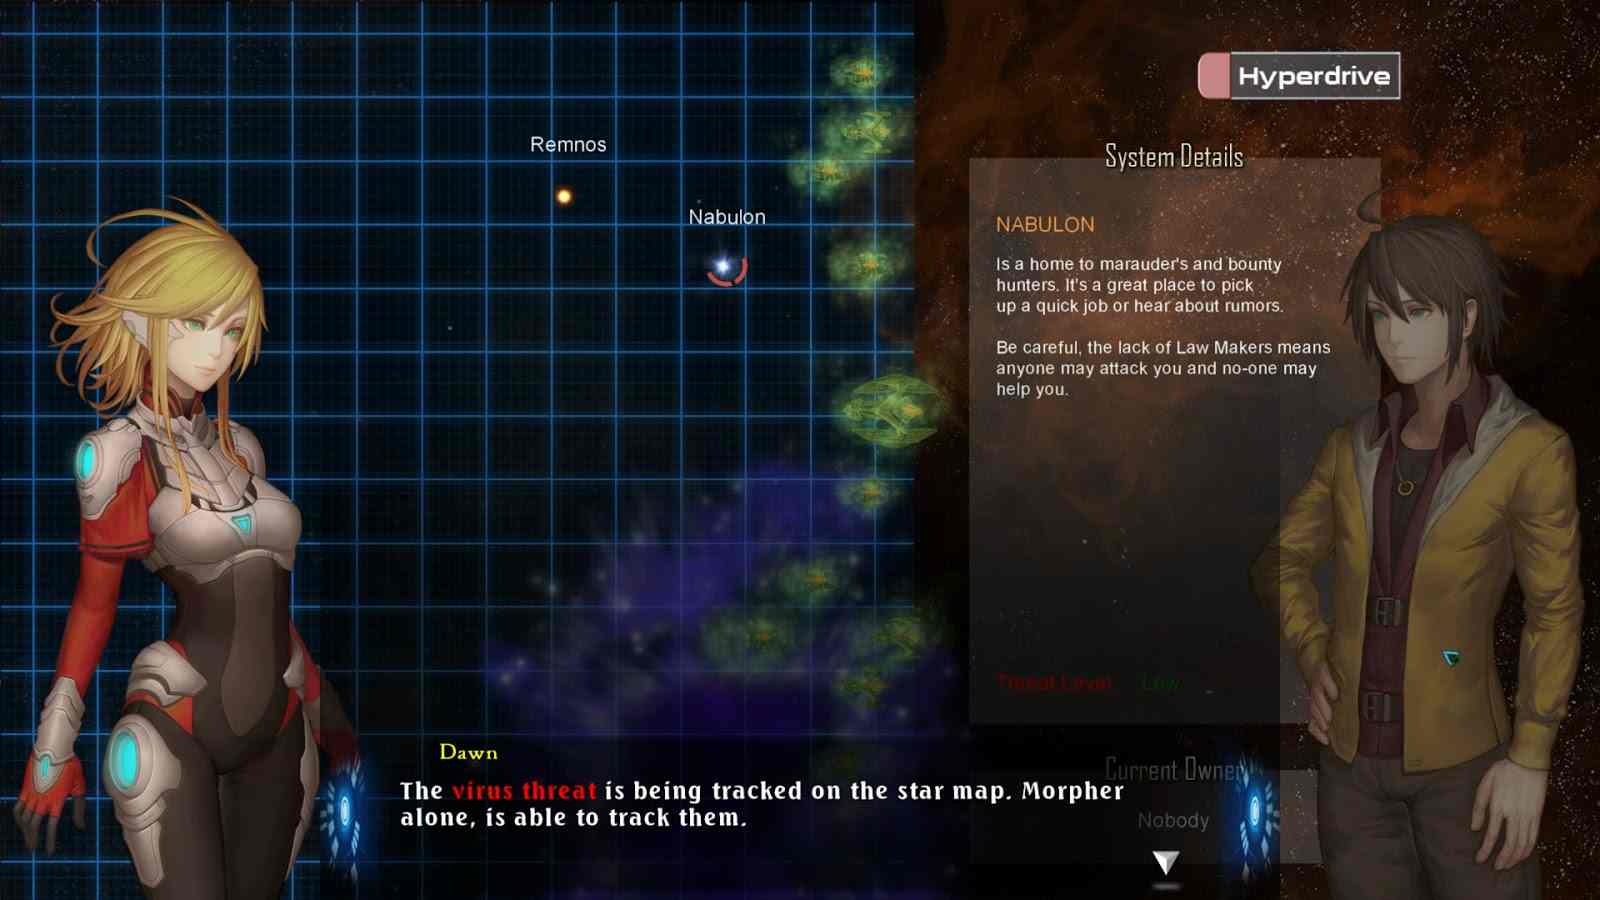 Hyperdrive
Remnos
Nabulon
System Details
NABULON
Is a home to marauder's and bounty
hunters. It's a great place to pick
up a quick job or hear about rumors.
Be careful, the lack of Law Makers means
anyone may attack you and no-one may
help you.
Threat Level Low
Current Owner
Nobody
Dawn
The virus threat is being tracked on the star map. Morpher
alone, is able to track them.